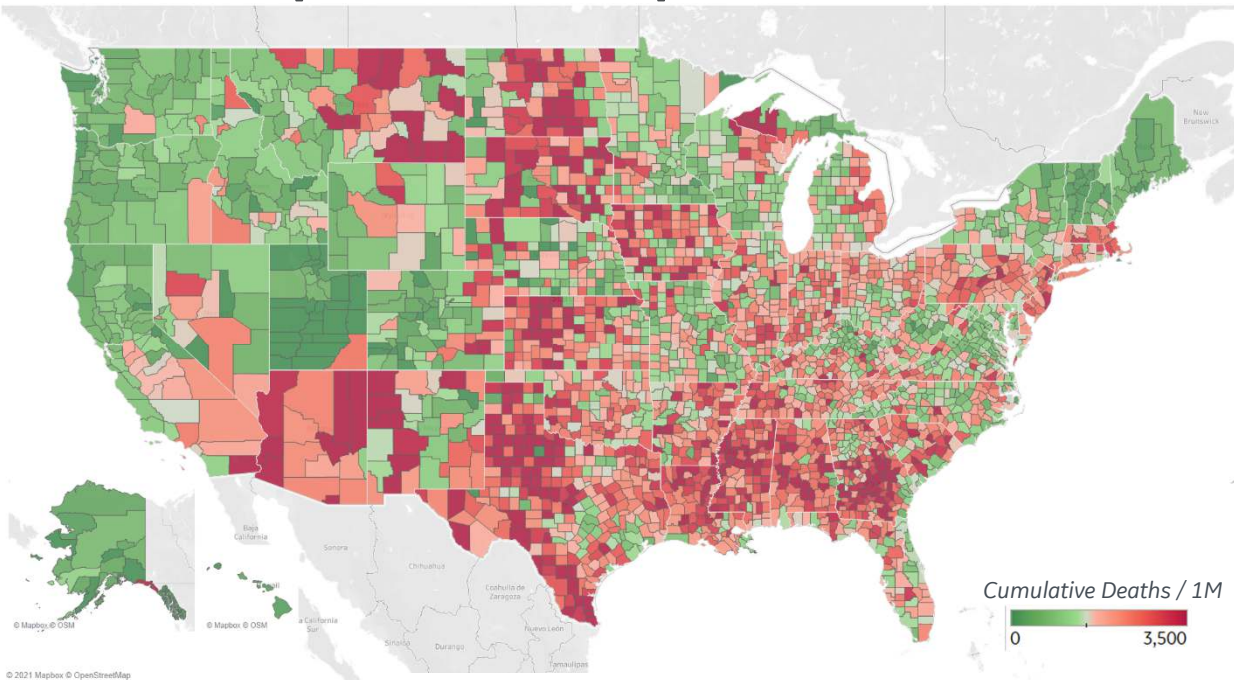 New
Brunswick
Baja
California
Sonora
Chihuahua
Coahuila de
Zaragoza
Nuevo León
Sinaloa
Durango
Tamaulipas
a California
Sur
© Mapbox © OSM
© Mapbox © OSM
Cumulative Deaths / 1M
0
3,500
© 2021 Mapbox © OpenStreetMap